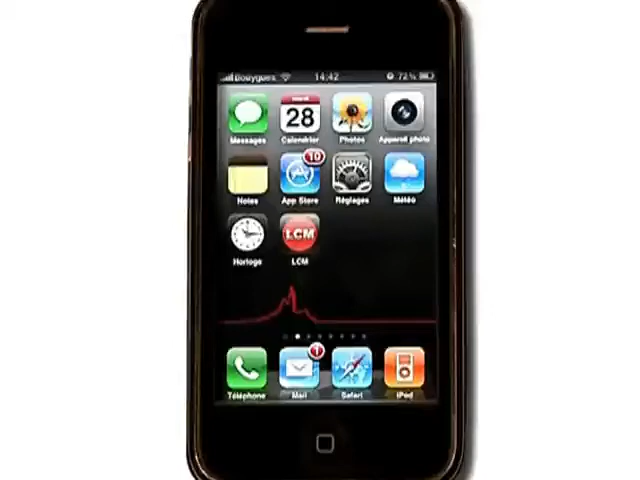 Bouygues 14:42 72 %
28
Messages Calendrier Photos Appareil photo
10
Notes App Store Réglages Météo
LCM
Horloge LCM
1
Téléphone Mail Safari iPod